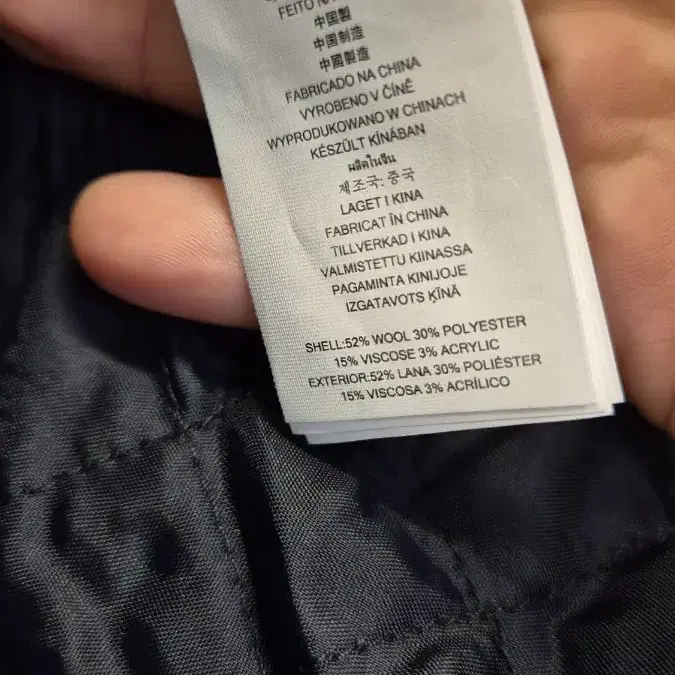 FEITO NA
中国製
中国制造
中國製造
FABRICADO NA CHINA
VYROBENO V ČÍNĚ
WYPRODUKOWANO W CHINACH
KÉSZÜLT KÍNÁBAN
ผลิตในจีน
제조국: 중국
LAGET I KINA
FABRICAT ÎN CHINA
TILLVERKAD I KINA
VALMISTETTU KIINASSA
PAGAMINTA KINIJOJE
IZGATAVOTS ĶĪNĀ
SHELL:52% WOOL 30% POLYESTER
15% VISCOSE 3% ACRYLIC
EXTERIOR:52% LANA 30% POLIÉSTER
15% VISCOSA 3% ACRÍLICO